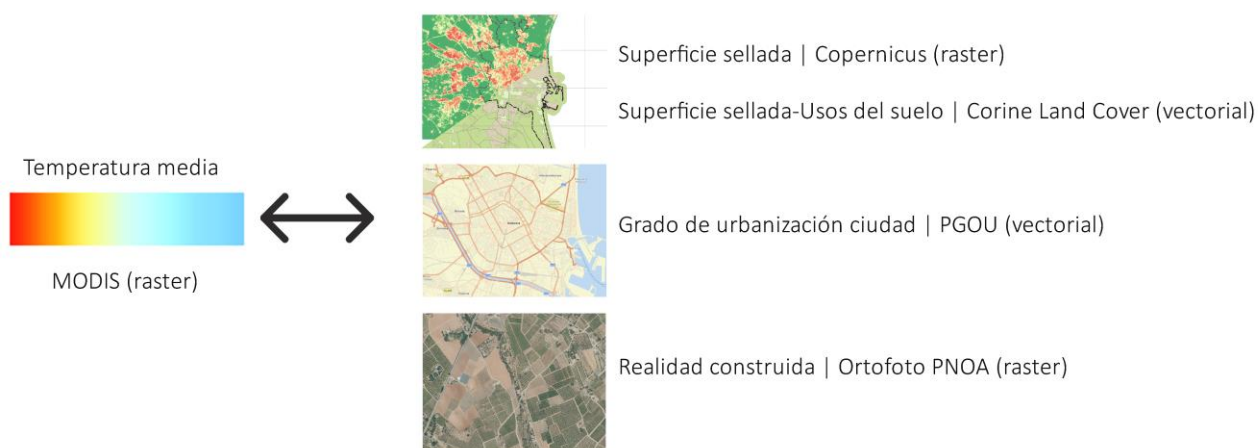 Superficie sellada | Copernicus (raster)
Superficie sellada-Usos del suelo | Corine Land Cover (vectorial)
Temperatura media
Grado de urbanización ciudad | PGOU (vectorial)
MODIS (raster)
Realidad construida | Ortofoto PNOA (raster)